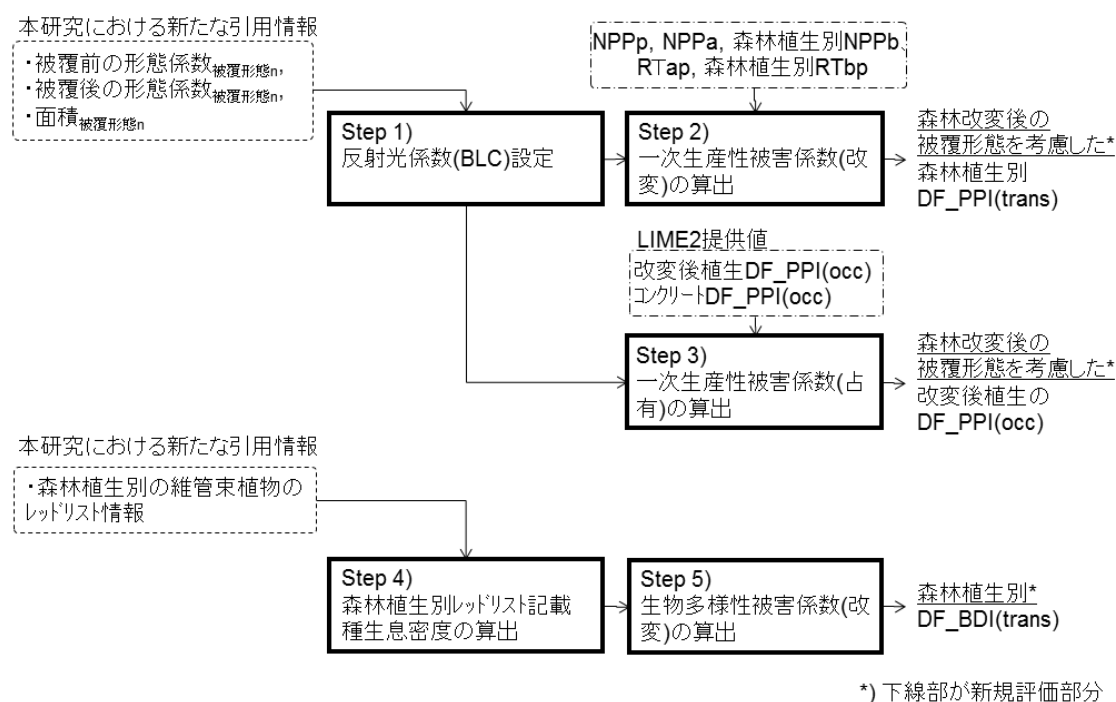 本研究における新たな引用情報
・被覆前の形態係数被覆形態n,
・被覆後の形態係数被覆形態n,
・面積被覆形態n
NPPp, NPPa, 森林植生別NPPb、
RTap, 森林植生別RTbp
Step 1)
反射光係数(BLC)設定
Step 2)
一次生産性被害係数(改
変)の算出
森林改変後の
被覆形態を考慮した*
森林植生別
DF_PPI(trans)
LIME2提供値
改変後植生DF_PPI(occ)
コンクリートDF_PPI(occ)
Step 3)
一次生産性被害係数(占
有)の算出
森林改変後の
被覆形態を考慮した*
改変後植生の
DF_PPI(occ)
本研究における新たな引用情報
・森林植生別の維管束植物の
レッドリスト情報
Step 4)
森林植生別レッドリスト記載
種生息密度の算出
Step 5)
生物多様性被害係数(改
変)の算出
森林植生別*
DF_BDI(trans)
*) 下線部が新規評価部分